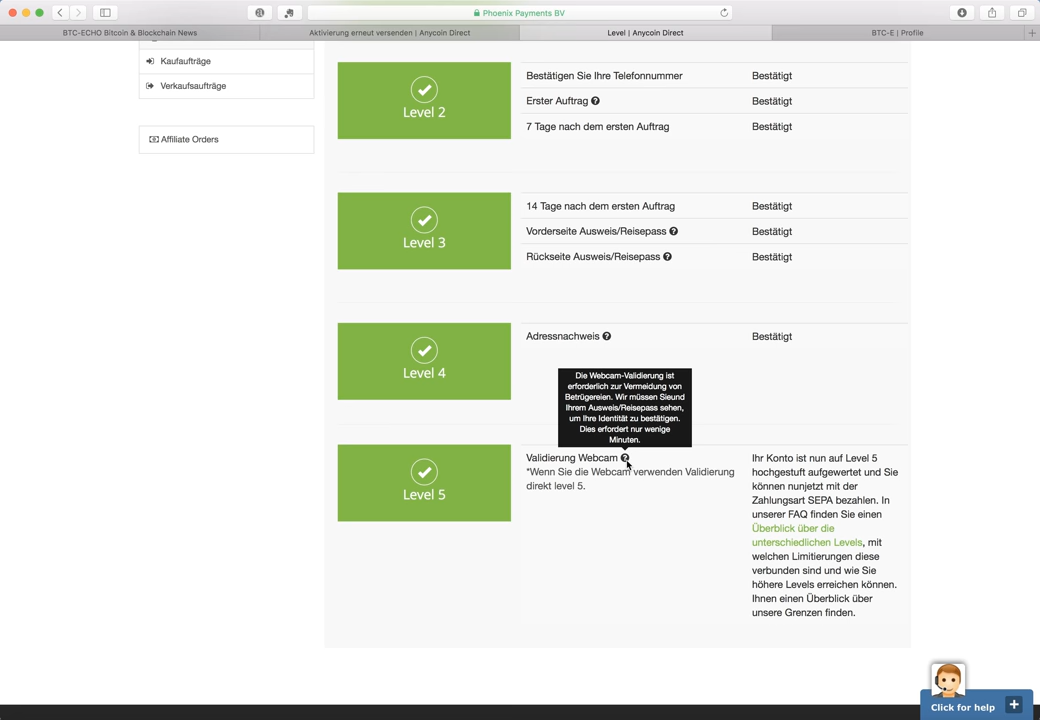 Phoenix Payments BV
BTC-ECHO Bitcoin & Blockchain News
Aktivierung erneut versenden | Anycoin Direct
Level | Anycoin Direct
BTC-E | Profile
Kaufaufträge
Verkaufsaufträge
Affiliate Orders
Level 2
Bestätigen Sie Ihre Telefonnummer Bestätigt
Erster Auftrag Bestätigt
7 Tage nach dem ersten Auftrag Bestätigt
Level 3
14 Tage nach dem ersten Auftrag Bestätigt
Vorderseite Ausweis/Reisepass Bestätigt
Rückseite Ausweis/Reisepass Bestätigt
Level 4
Adressnachweis Bestätigt
Die Webcam-Validierung ist
erforderlich zur Vermeidung von
Betrügereien. Wir müssen Sieund
Ihrem Ausweis/Reisepass sehen,
um Ihre Identität zu bestätigen.
Dies erfordert nur wenige
Minuten.
Level 5
Validierung Webcam
*Wenn Sie die Webcam verwenden Validierung
direkt level 5.
Ihr Konto ist nun auf Level 5
hochgestuft aufgewertet und Sie
können nunjetzt mit der
Zahlungsart SEPA bezahlen. In
unserer FAQ finden Sie einen
Überblick über die
unterschiedlichen Levels, mit
welchen Limitierungen diese
verbunden sind und wie Sie
höhere Levels erreichen können.
Ihnen einen Überblick über
unsere Grenzen finden.
Click for help